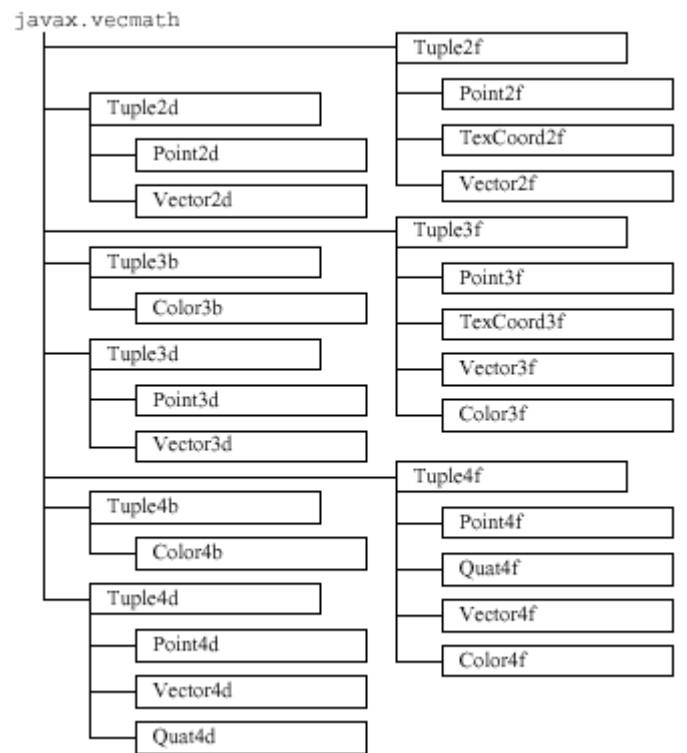 javax.vecmath
Tuple2f
Point2f
TexCoord2f
Vector2f
Tuple2d
Point2d
Vector2d
Tuple3f
Point3f
TexCoord3f
Vector3f
Color3f
Tuple3b
Color3b
Tuple3d
Point3d
Vector3d
Tuple4f
Point4f
Quat4f
Vector4f
Color4f
Tuple4b
Color4b
Tuple4d
Point4d
Vector4d
Quat4d